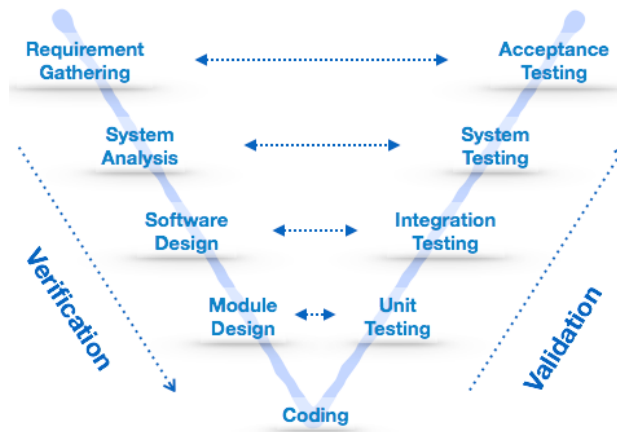 Requirement
Gathering
Acceptance
Testing
System
Analysis
System
Testing
Software
Design
Integration
Testing
Verification
Validation
Module
Design
Unit
Testing
Coding